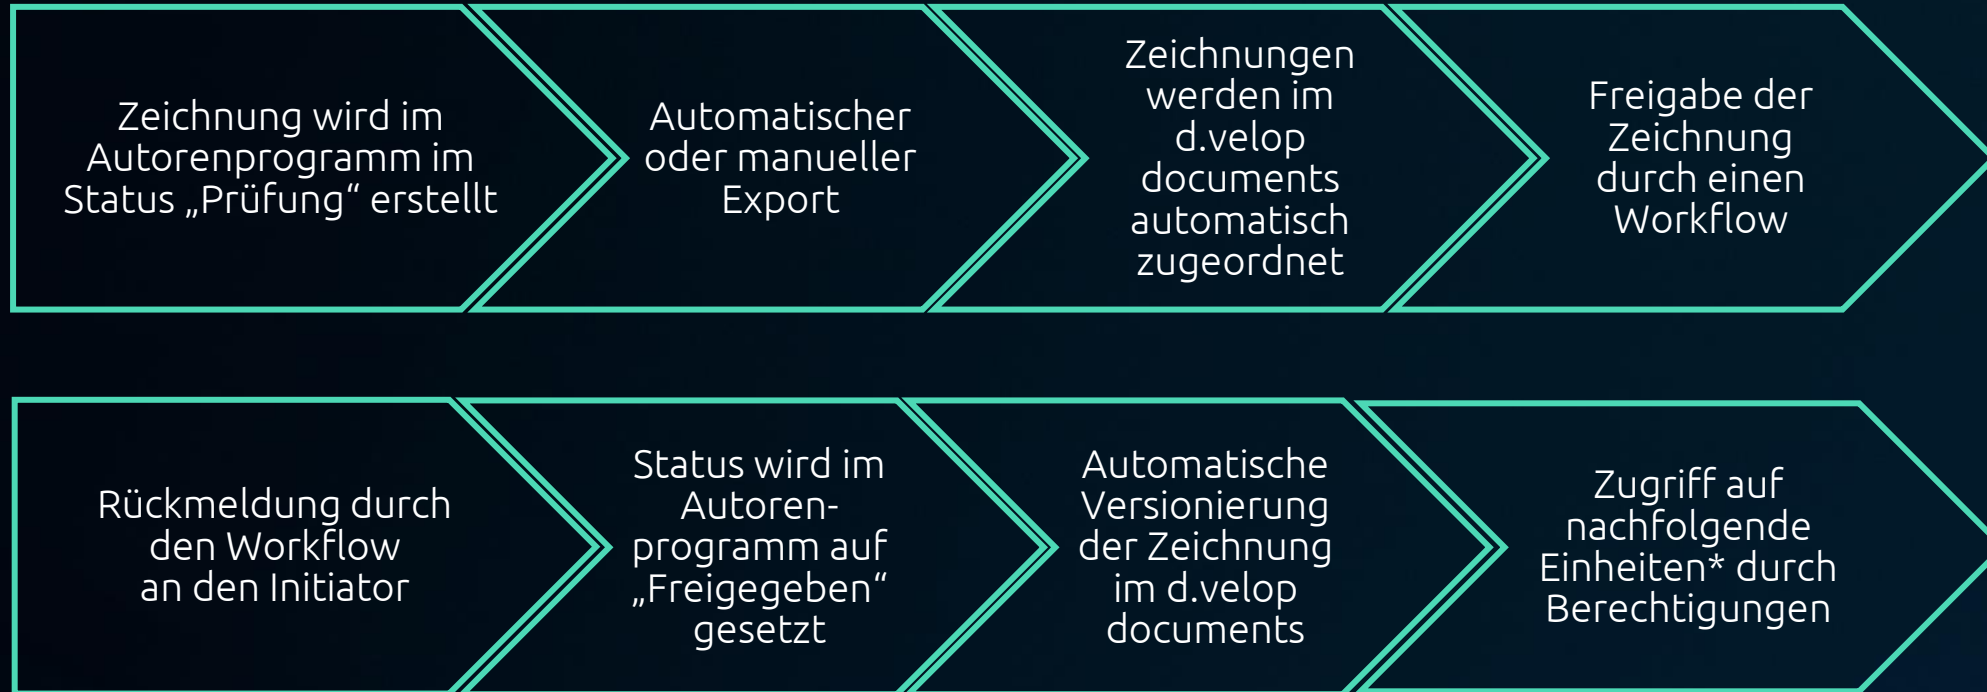 Zeichnung wird im
Autorenprogramm im
Status „Prüfung“ erstellt
Automatischer
oder manueller
Export
Zeichnungen
werden im
d.velop
documents
automatisch
zugeordnet
Freigabe der
Zeichnung
durch einen
Workflow
Rückmeldung durch
den Workflow
an den Initiator
Status wird im
Autoren-
programm auf
„Freigegeben“
gesetzt
Automatische
Versionierung
der Zeichnung
im d.velop
documents
Zugriff auf
nachfolgende
Einheiten* durch
Berechtigungen